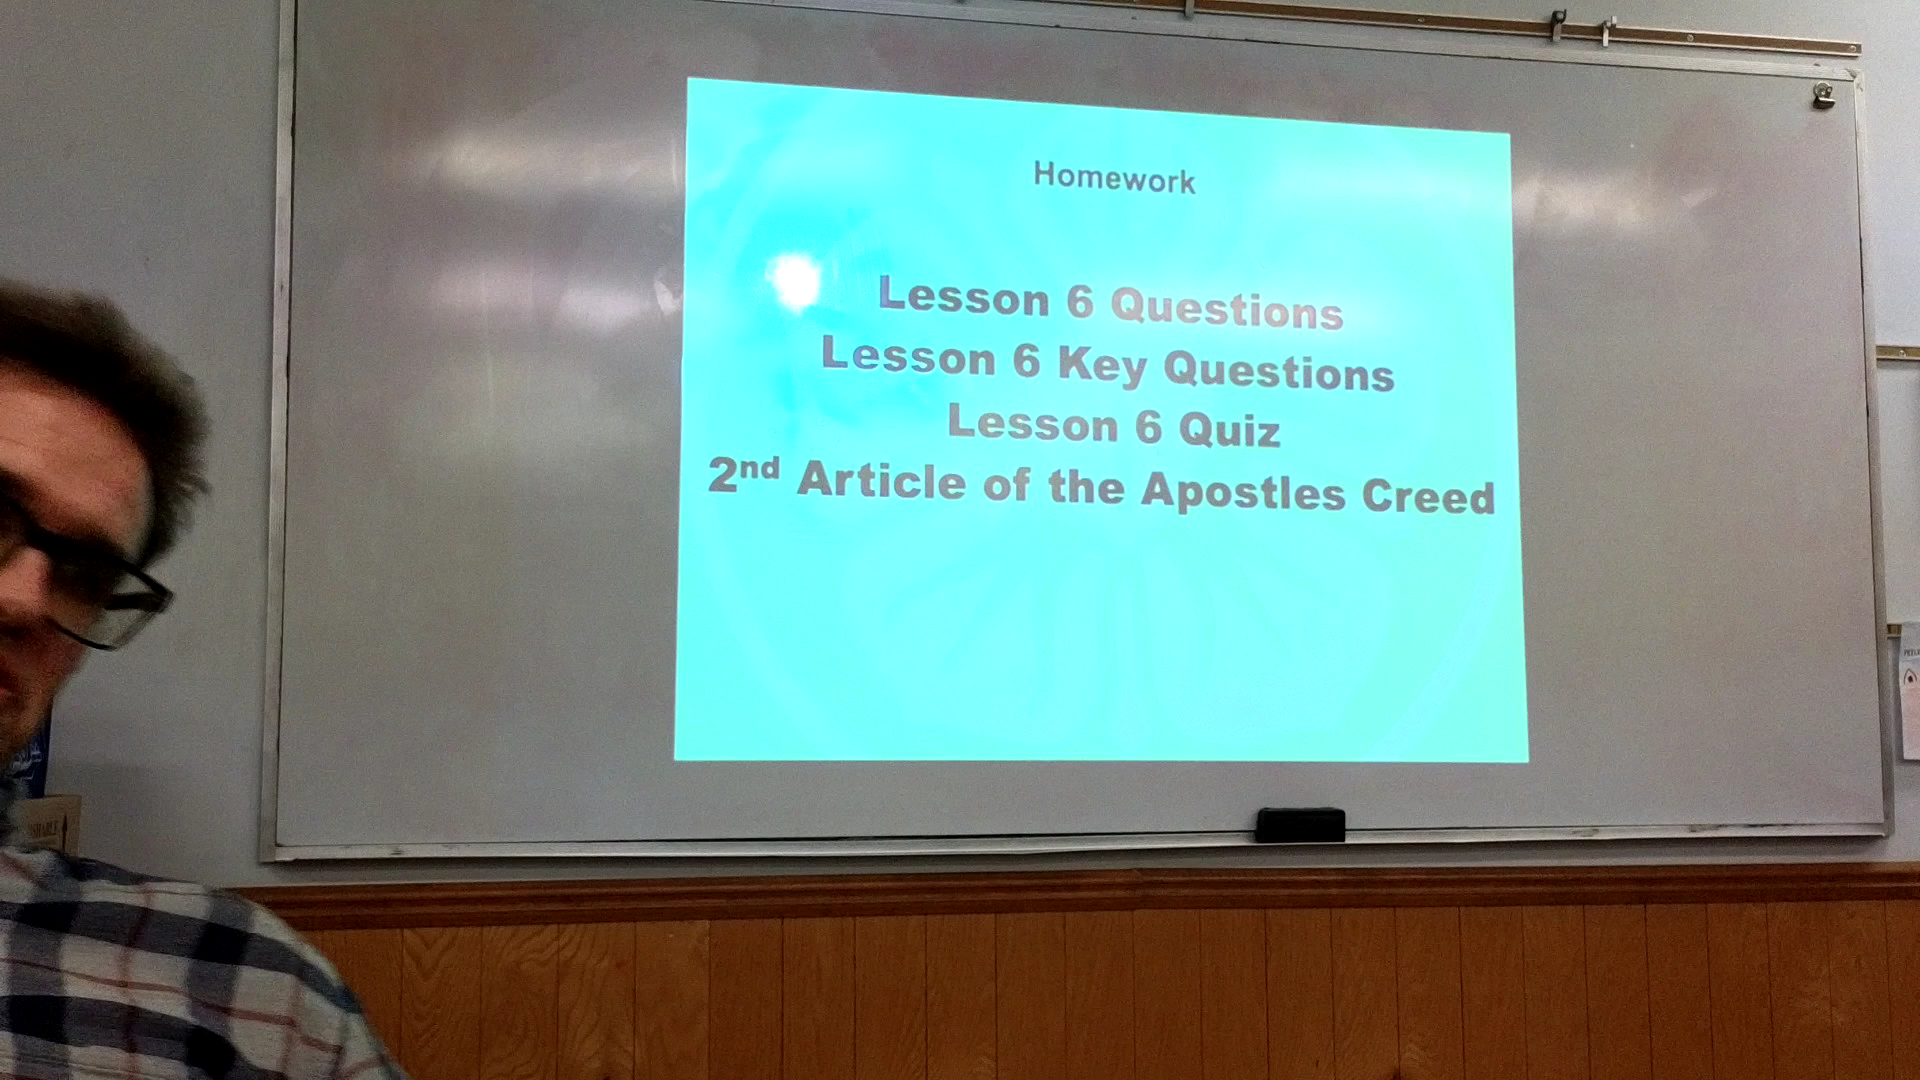 Homework
Lesson 6 Questions
Lesson 6 Key Questions
Lesson 6 Quiz
2nd Article of the Apostles Creed